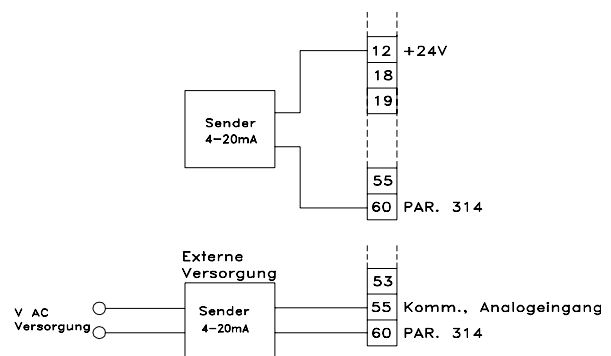 12 +24V
18
19
Sender
4-20mA
55
60 PAR. 314
Externe
Versorgung
53
V AC
Versorgung
Sender
4-20mA
55 Komm., Analogeingang
60 PAR. 314